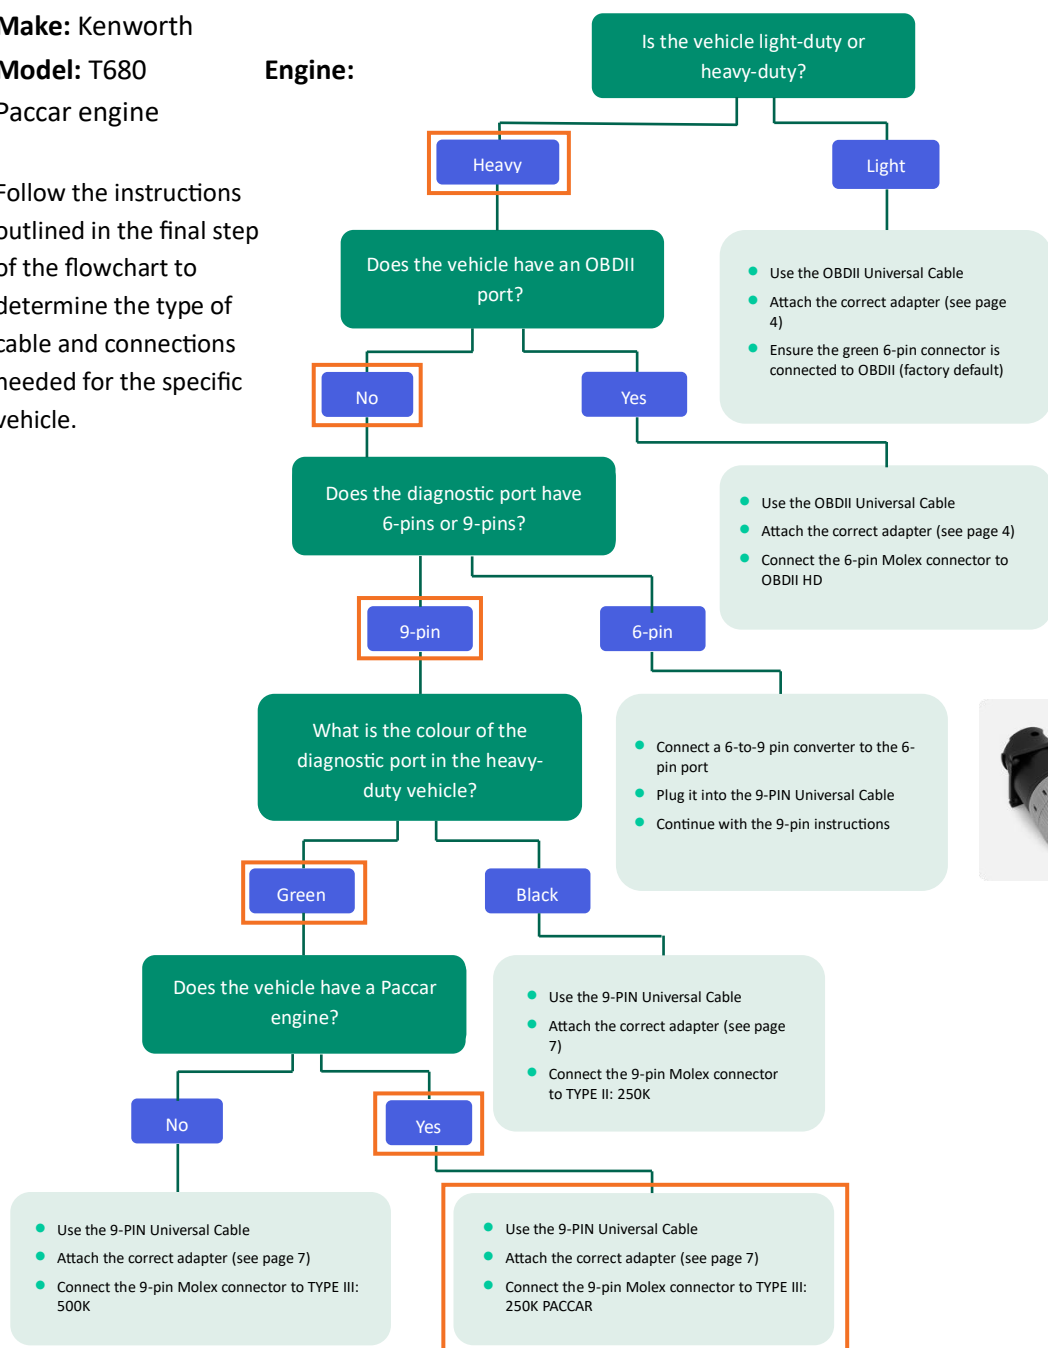 Make: Kenworth
Model: T680 Engine:
Paccar engine
Follow the instructions
outlined in the final step
of the flowchart to
determine the type of
cable and connections
needed for the specific
vehicle.
Is the vehicle light-duty or
heavy-duty?
Heavy
Light
Does the vehicle have an OBDII
port?
• Use the OBDII Universal Cable
• Attach the correct adapter (see page
4)
• Ensure the green 6-pin connector is
connected to OBDII (factory default)
No
Yes
Does the diagnostic port have
6-pins or 9-pins?
• Use the OBDII Universal Cable
• Attach the correct adapter (see page 4)
• Connect the 6-pin Molex connector to
OBDII HD
9-pin
6-pin
What is the colour of the
diagnostic port in the heavy-
duty vehicle?
• Connect a 6-to-9 pin converter to the 6-
pin port
• Plug it into the 9-PIN Universal Cable
• Continue with the 9-pin instructions
Green
Black
Does the vehicle have a Paccar
engine?
• Use the 9-PIN Universal Cable
• Attach the correct adapter (see page
7)
• Connect the 9-pin Molex connector
to TYPE II: 250K
No
Yes
• Use the 9-PIN Universal Cable
• Attach the correct adapter (see page 7)
• Connect the 9-pin Molex connector to TYPE III:
500K
• Use the 9-PIN Universal Cable
• Attach the correct adapter (see page 7)
• Connect the 9-pin Molex connector to TYPE III:
250K PACCAR